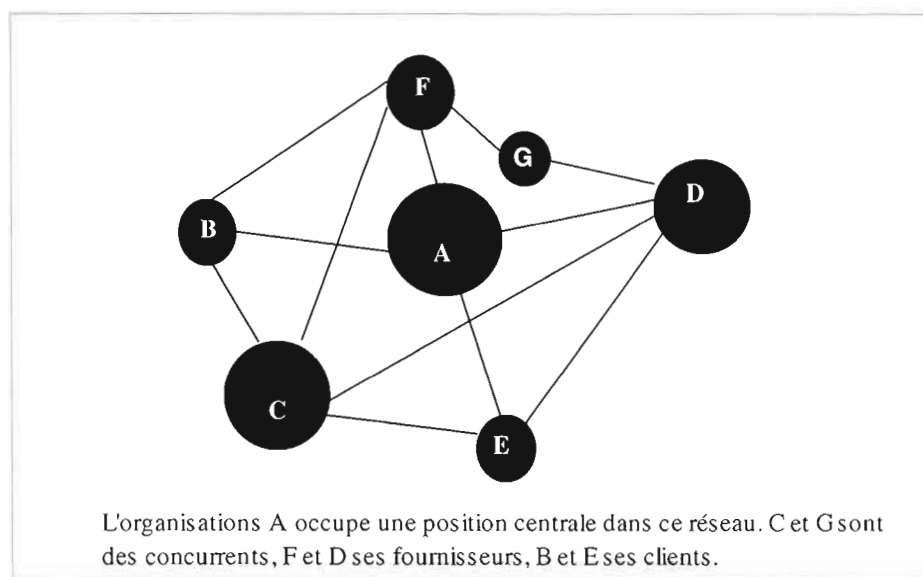 F
G
D
B
A
C
E
L'organisations A occupe une position centrale dans ce réseau. C et G sont
des concurrents, F et D ses fournisseurs, B et E ses clients.